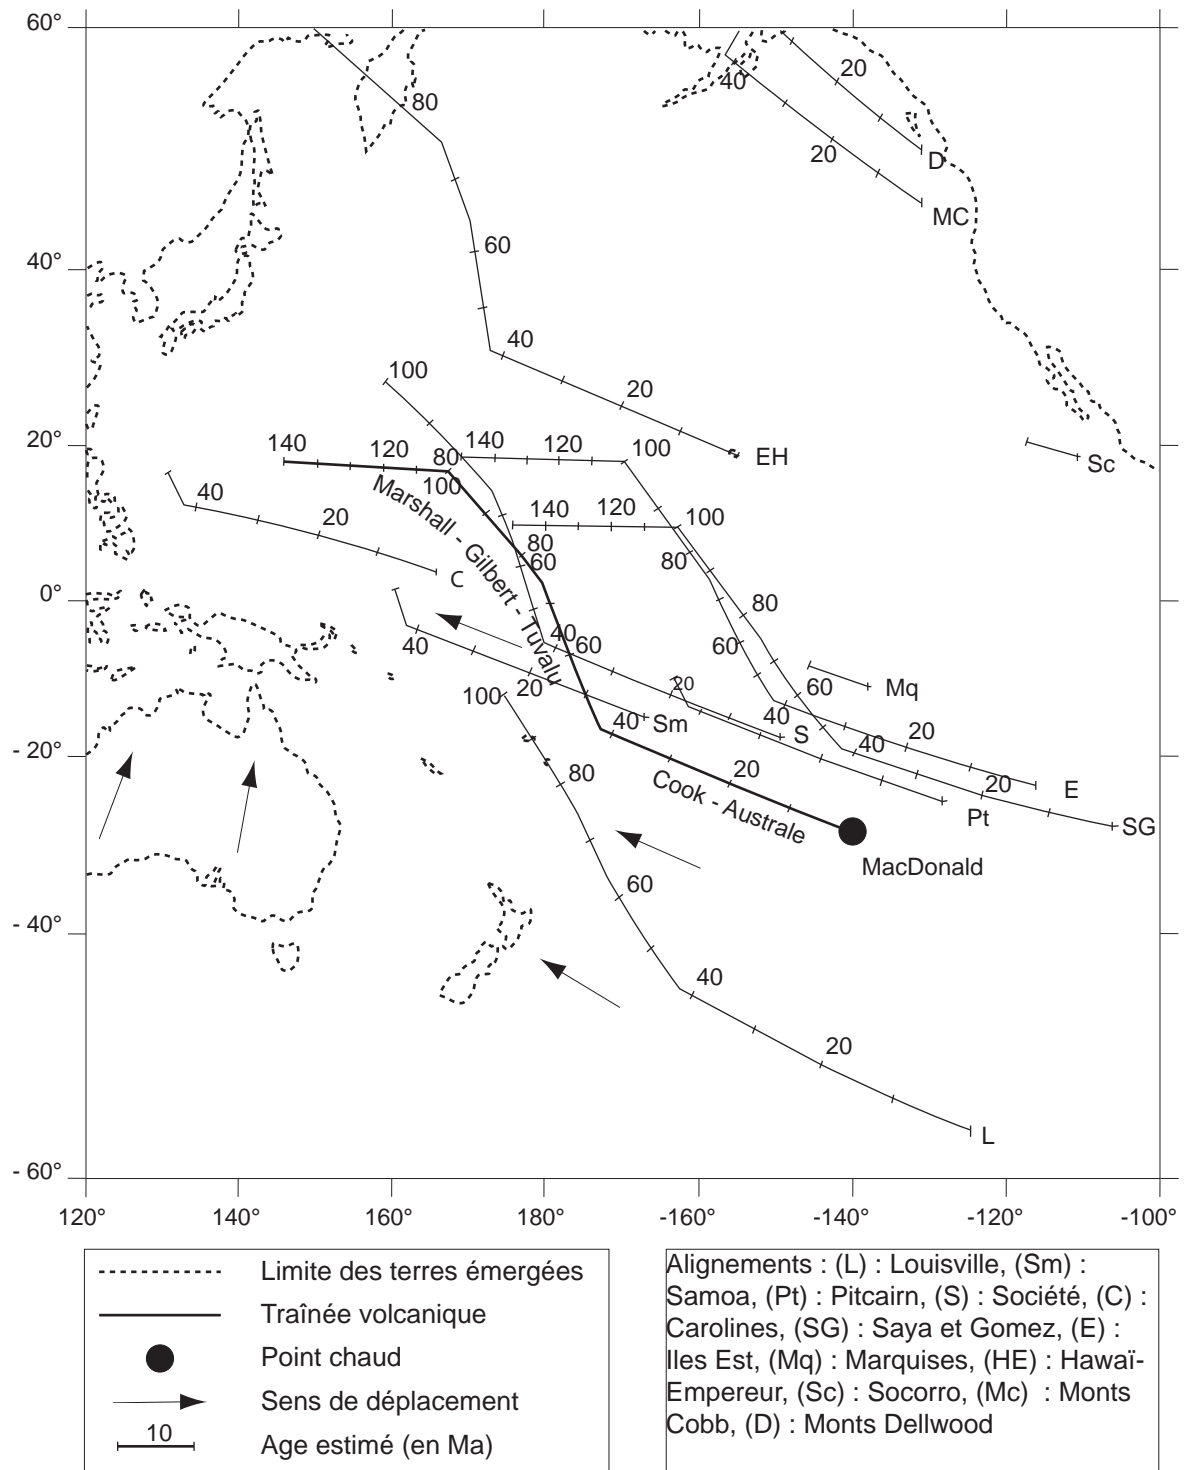 60°
80
20
40
20
D
MC
60
40°
40
100
20
20°
140
120
80
140
120
100
EH
Sc
100
40
20
140
120
100
80
60
80
C
Marshall - Gilbert - Tuvalu
0°
80
40
60
60
40
20
20
60
Mq
100
Sm
40
S
20
40
40
E
- 20°
80
20
20
Pt
SG
Cook - Australe
MacDonald
60
- 40°
40
20
L
- 60°
120°
140°
160°
180°
-160°
-140°
-120°
-100°
Limite des terres émergées
Traînée volcanique
Point chaud
Sens de déplacement
10
Age estimé (en Ma)
Alignements : (L) : Louisville, (Sm) :
Samoa, (Pt) : Pitcairn, (S) : Société, (C) :
Carolines, (SG) : Saya et Gomez, (E) :
Iles Est, (Mq) : Marquises, (HE) : Hawaï-
Empereur, (Sc) : Socorro, (Mc) : Monts
Cobb, (D) : Monts Dellwood